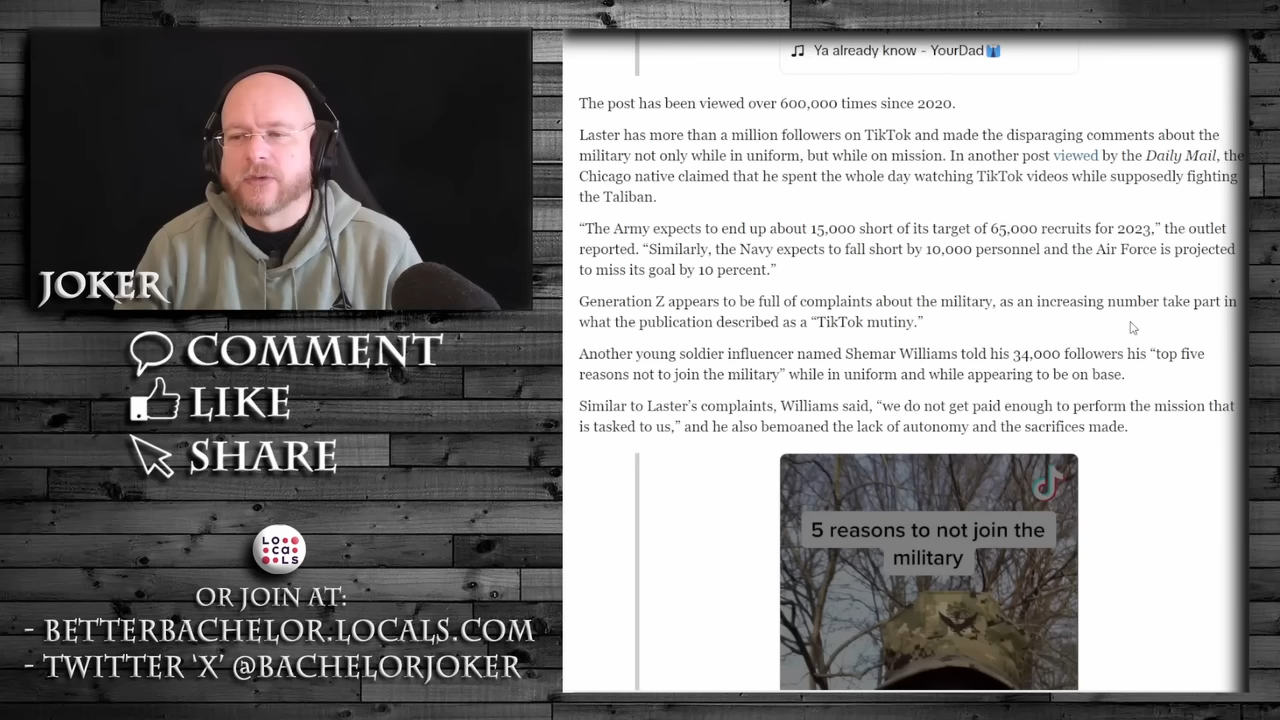 ♫ Ya already know - YourDad
The post has been viewed over 600,000 times since 2020.
Laster has more than a million followers on TikTok and made the disparaging comments about the
military not only while in uniform, but while on mission. In another post viewed by the Daily Mail, the
Chicago native claimed that he spent the whole day watching TikTok videos while supposedly fighting
the Taliban.
“The Army expects to end up about 15,000 short of its target of 65,000 recruits for 2023,” the outlet
reported. “Similarly, the Navy expects to fall short by 10,000 personnel and the Air Force is projected
to miss its goal by 10 percent.”
Generation Z appears to be full of complaints about the military, as an increasing number take part in
what the publication described as a “TikTok mutiny.”
Another young soldier influencer named Shemar Williams told his 34,000 followers his “top five
reasons not to join the military” while in uniform and while appearing to be on base.
Similar to Laster’s complaints, Williams said, “we do not get paid enough to perform the mission that
is tasked to us,” and he also bemoaned the lack of autonomy and the sacrifices made.
5 reasons to not join the
military
JOKER
COMMENT
LIKE
SHARE
LOCALS
OR JOIN AT:
- BETTERBACHELOR.LOCALS.COM
- TWITTER ‘X’ @BACHELORJOKER